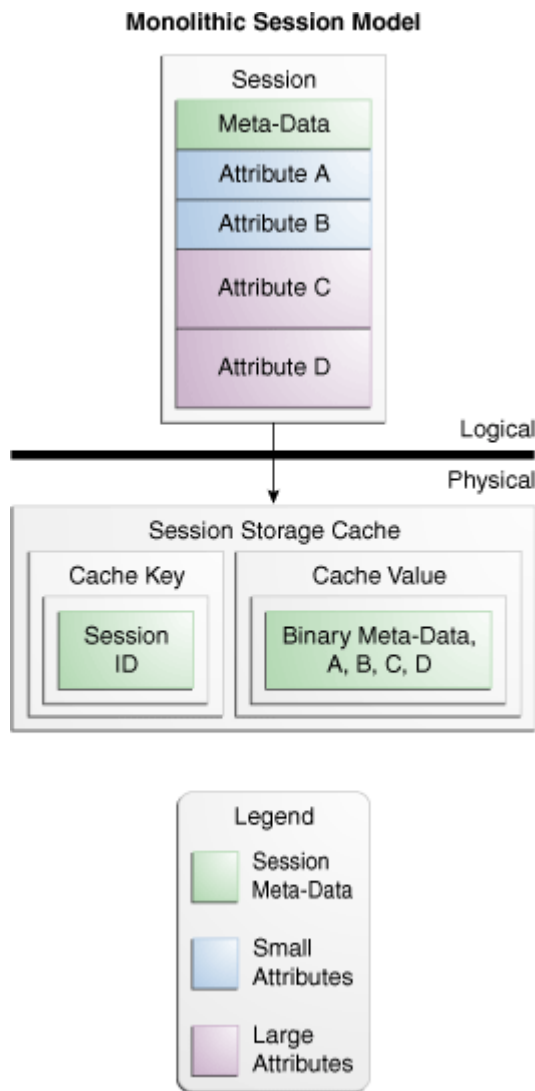 Monolithic Session Model
Session
Meta-Data
Attribute A
Attribute B
Attribute C
Attribute D
Logical
Physical
Session Storage Cache
Cache Key
Session
ID
Cache Value
Binary Meta-Data,
A, B, C, D
Legend
Session
Meta-Data
Small
Attributes
Large
Attributes